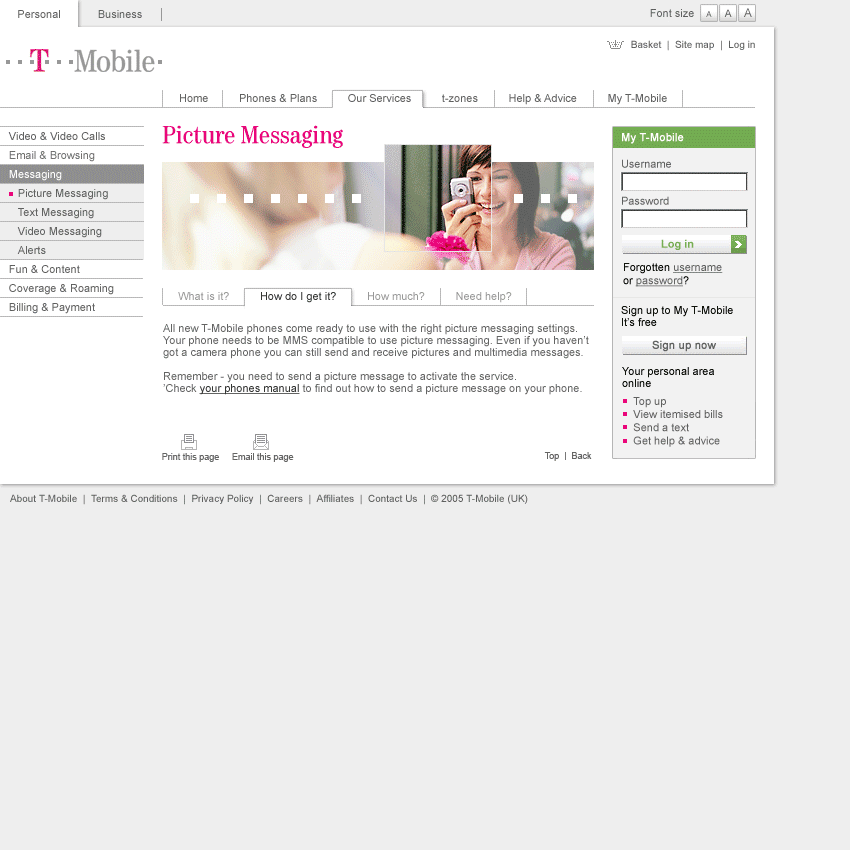 Personal
Business
Font size A A A
Basket | Site map | Log in
T Mobile
Home
Phones & Plans
Our Services
t-zones
Help & Advice
My T-Mobile
Video & Video Calls
Email & Browsing
Messaging
Picture Messaging
Text Messaging
Video Messaging
Alerts
Fun & Content
Coverage & Roaming
Billing & Payment
Picture Messaging
What is it?
How do I get it?
How much?
Need help?
All new T-Mobile phones come ready to use with the right picture messaging settings.
Your phone needs to be MMS compatible to use picture messaging. Even if you haven't
got a camera phone you can still send and receive pictures and multimedia messages.
Remember - you need to send a picture message to activate the service.
'Check your phones manual to find out how to send a picture message on your phone.
Print this page
Email this page
Top | Back
My T-Mobile
Username
Password
Log in
Forgotten username
or password?
Sign up to My T-Mobile
It's free
Sign up now
Your personal area
online
Top up
View itemised bills
Send a text
Get help & advice
About T-Mobile | Terms & Conditions | Privacy Policy | Careers | Affiliates | Contact Us | © 2005 T-Mobile (UK)